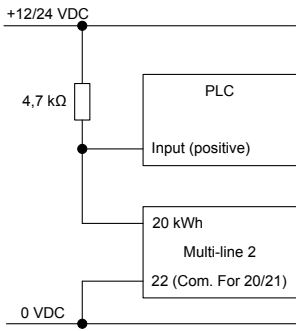 +12/24 VDC
4,7 kΩ
PLC
Input (positive)
20 kWh
Multi-line 2
22 (Com. For 20/21)
0 VDC